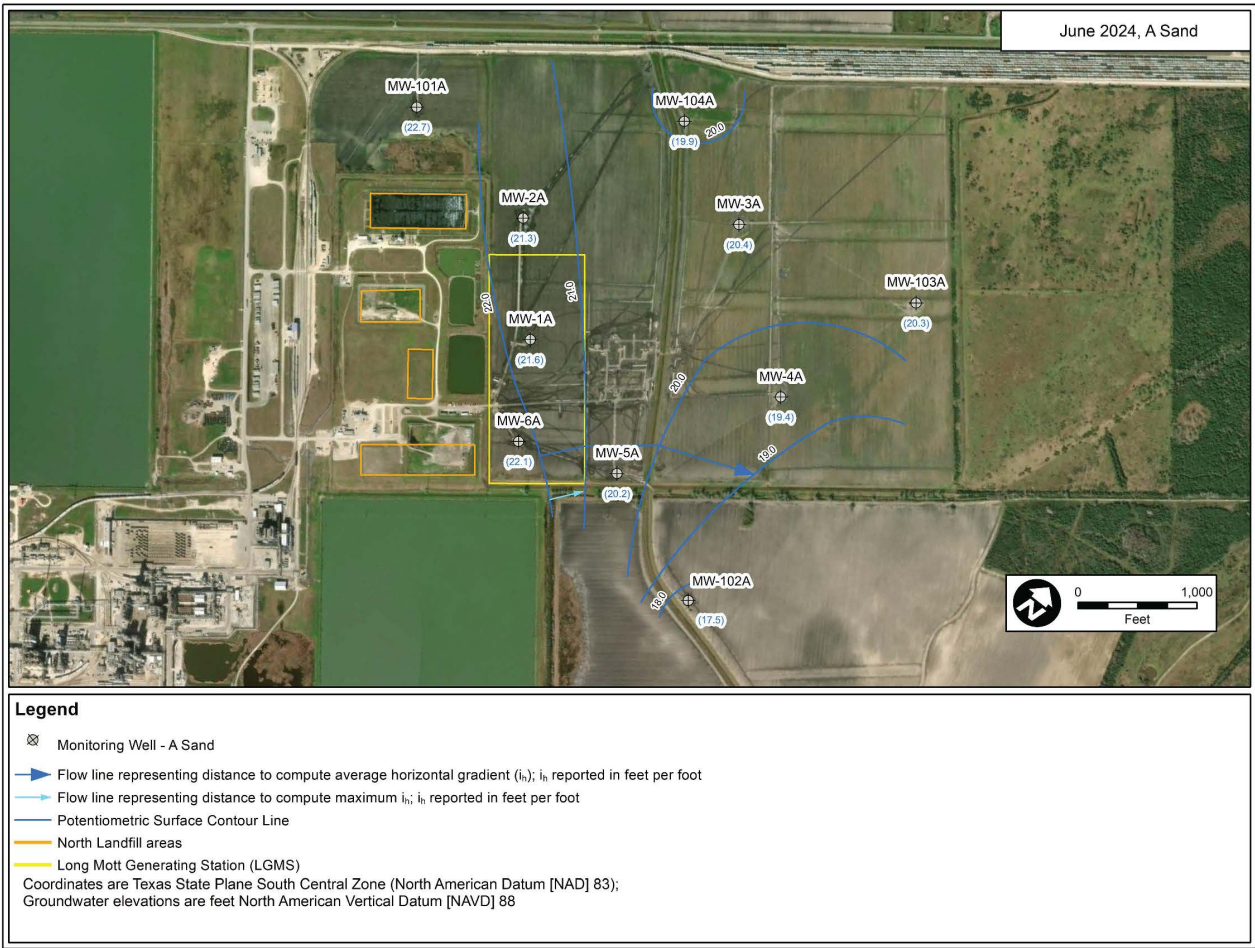 June 2024, A Sand
MW-101A
(22.7)
MW-104A
(19.9)
20.0
MW-2A
(21.3)
MW-3A
(20.4)
MW-103A
(20.3)
22.0
21.0
MW-1A
(21.6)
20.0
MW-4A
(19.4)
MW-6A
(22.1)
MW-5A
(20.2)
19.0
MW-102A
(17.5)
18.0
N
0 1,000
Feet
Legend
Monitoring Well - A Sand
Flow line representing distance to compute average horizontal gradient (iₕ); iₕ reported in feet per foot
Flow line representing distance to compute maximum iₕ; iₕ reported in feet per foot
Potentiometric Surface Contour Line
North Landfill areas
Long Mott Generating Station (LGMS)
Coordinates are Texas State Plane South Central Zone (North American Datum [NAD] 83);
Groundwater elevations are feet North American Vertical Datum [NAVD] 88